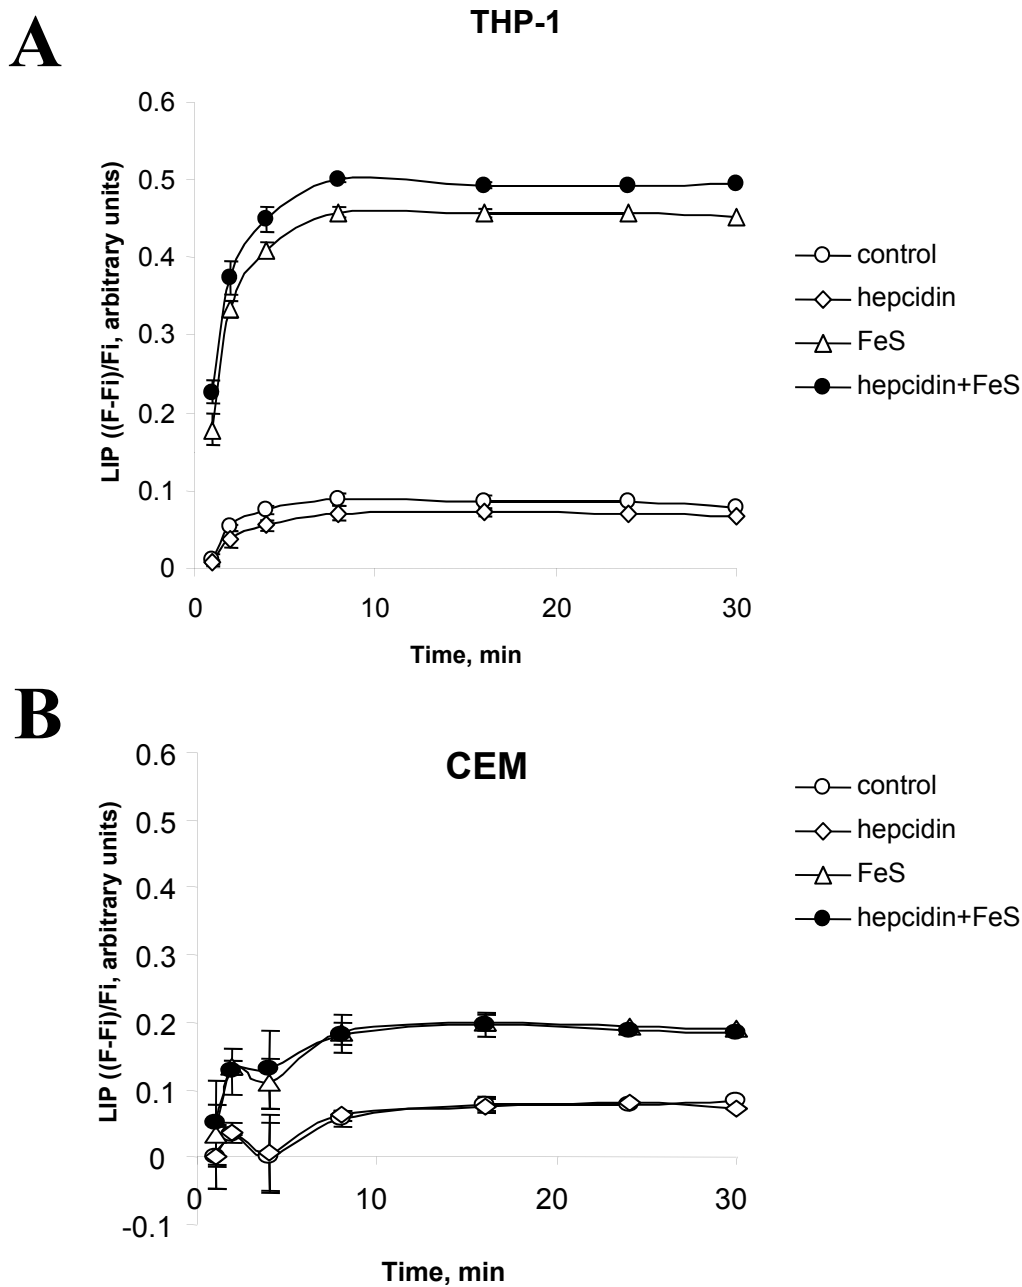 A
THP-1
0.6
0.5
0.4
0.3
0.2
0.1
0
LIP ((F-Fi)/Fi, arbitrary units)
0 10 20 30
Time, min
control
hepcidin
FeS
hepcidin+FeS
B
CEM
0.6
0.5
0.4
0.3
0.2
0.1
0
-0.1
LIP ((F-Fi)/Fi, arbitrary units)
0 10 20 30
Time, min
control
hepcidin
FeS
hepcidin+FeS